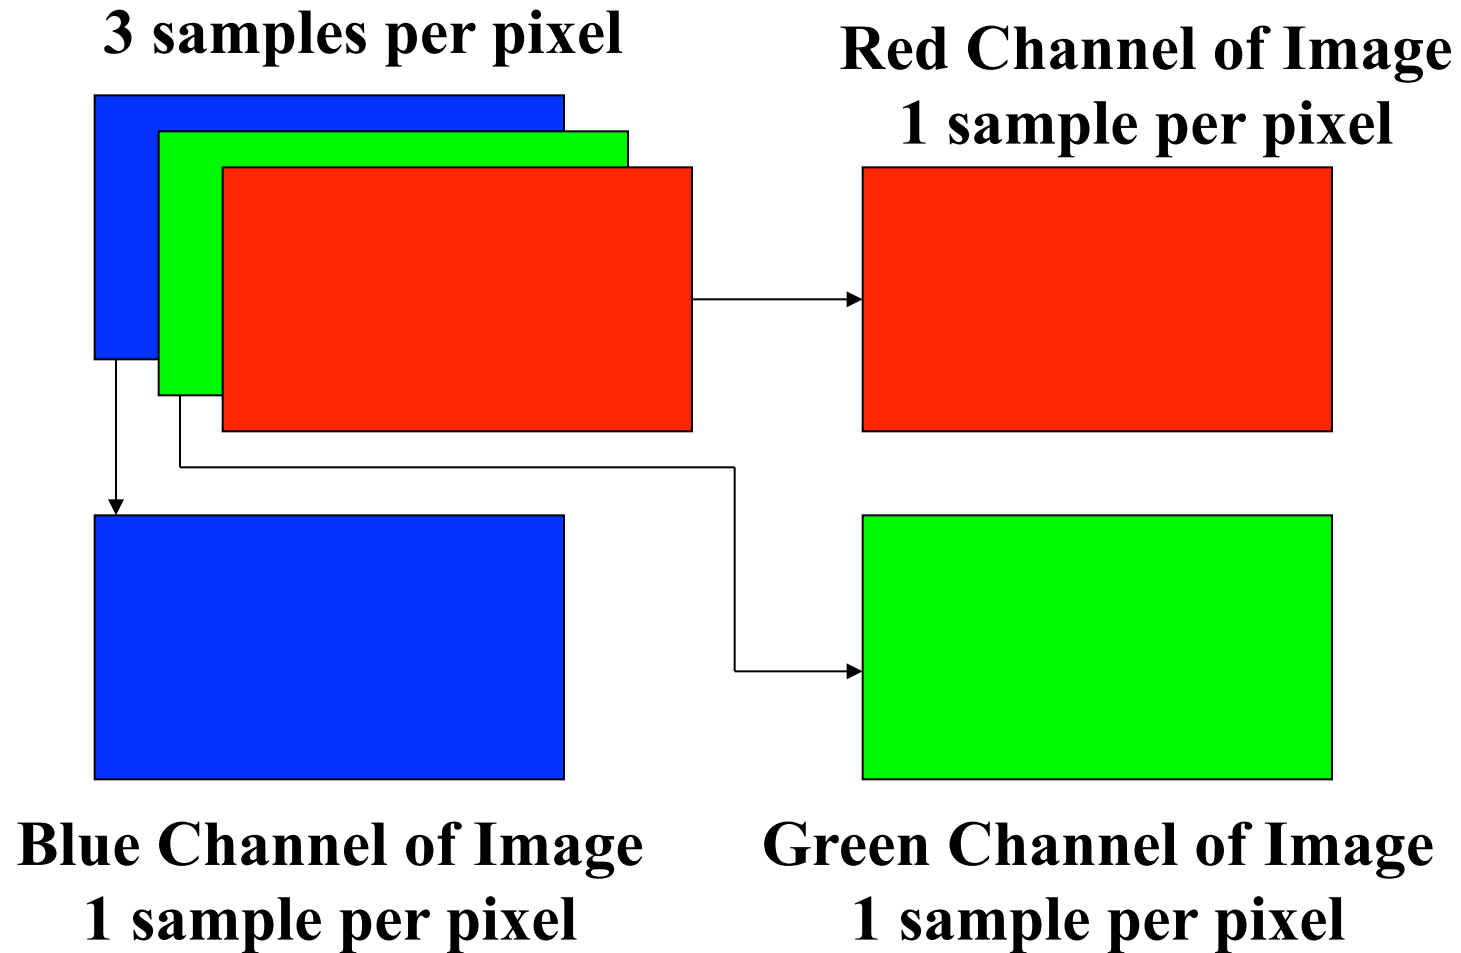 3 samples per pixel
Red Channel of Image
1 sample per pixel
Blue Channel of Image
1 sample per pixel
Green Channel of Image
1 sample per pixel